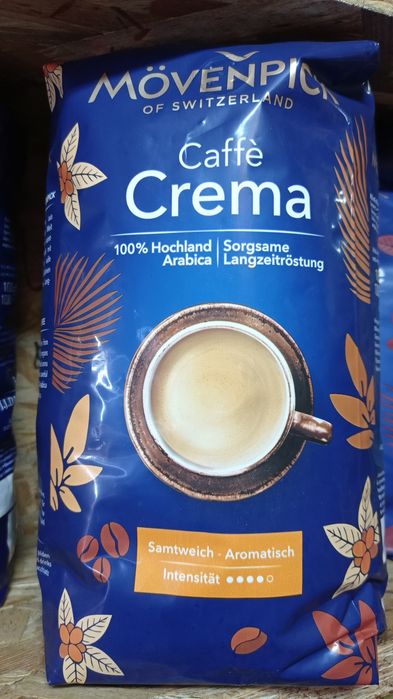 MÖVENPICK
OF SWITZERLAND
Caffè
Crema
100% Hochland Arabica
Sorgsame Langzeitröstung
Samtweich · Aromatisch
Intensität